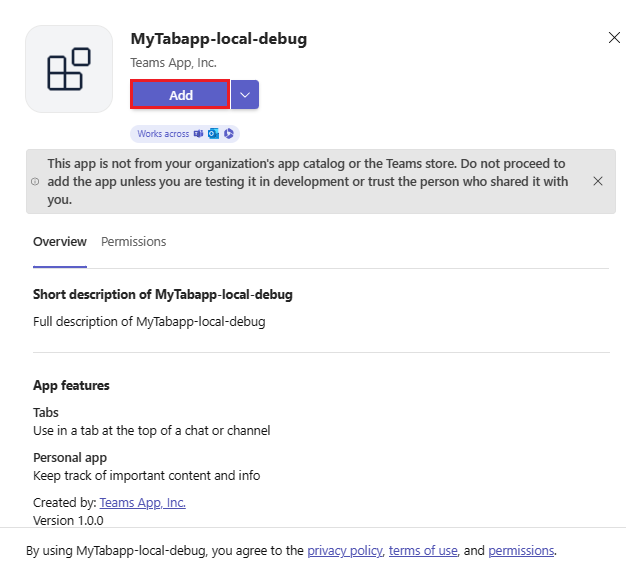 MyTabapp-local-debug
Teams App, Inc.
Add
Works across
This app is not from your organization's app catalog or the Teams store. Do not proceed to
add the app unless you are testing it in development or trust the person who shared it with
you.
Overview Permissions
Short description of MyTabapp-local-debug
Full description of MyTabapp-local-debug
App features
Tabs
Use in a tab at the top of a chat or channel
Personal app
Keep track of important content and info
Created by: Teams App, Inc.
Version 1.0.0
By using MyTabapp-local-debug, you agree to the privacy policy, terms of use, and permissions.